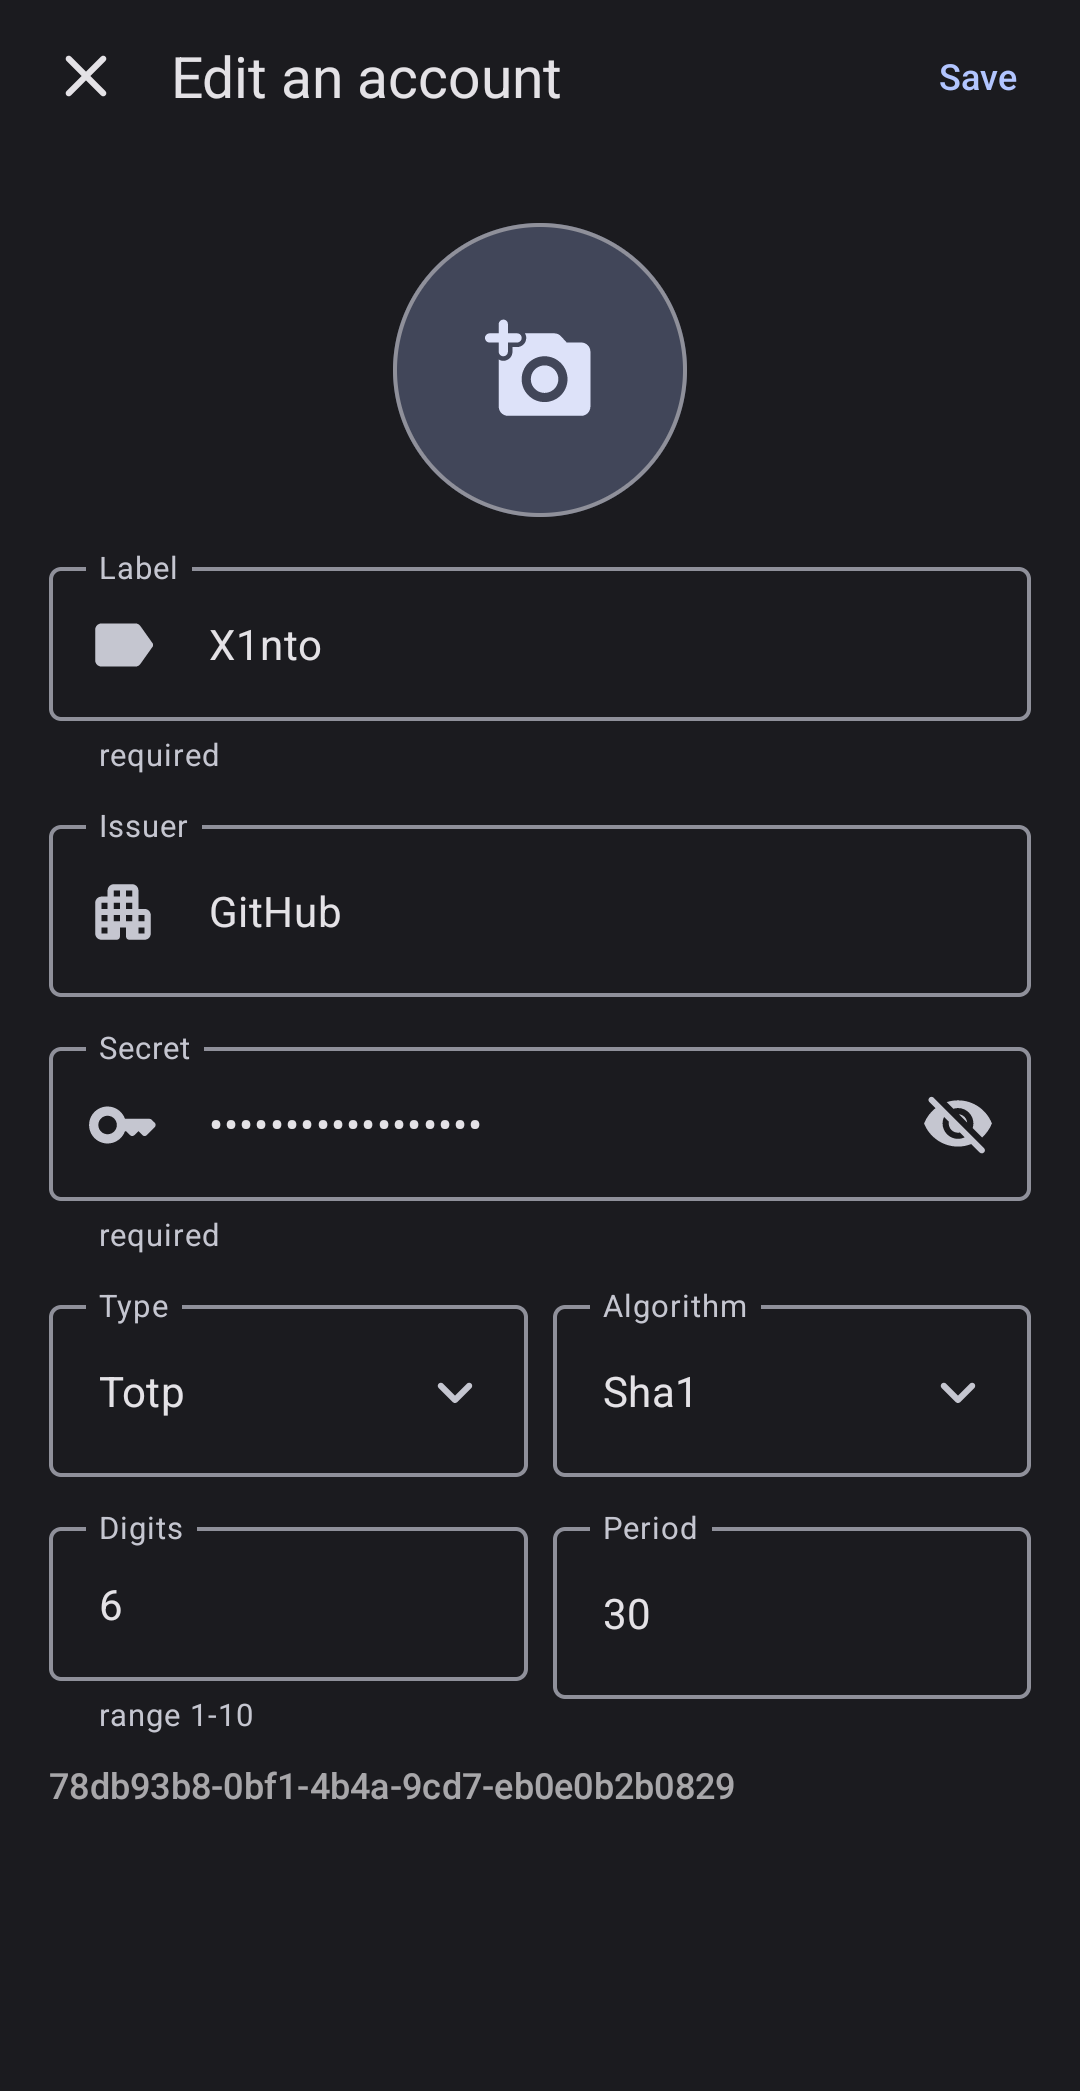 Edit an account
Save
Label
X1nto
required
Issuer
GitHub
Secret
••••••••••••••••••
required
Type
Algorithm
Totp
Sha1
Digits
Period
6
30
range 1-10
78db93b8-0bf1-4b4a-9cd7-eb0e0b2b0829